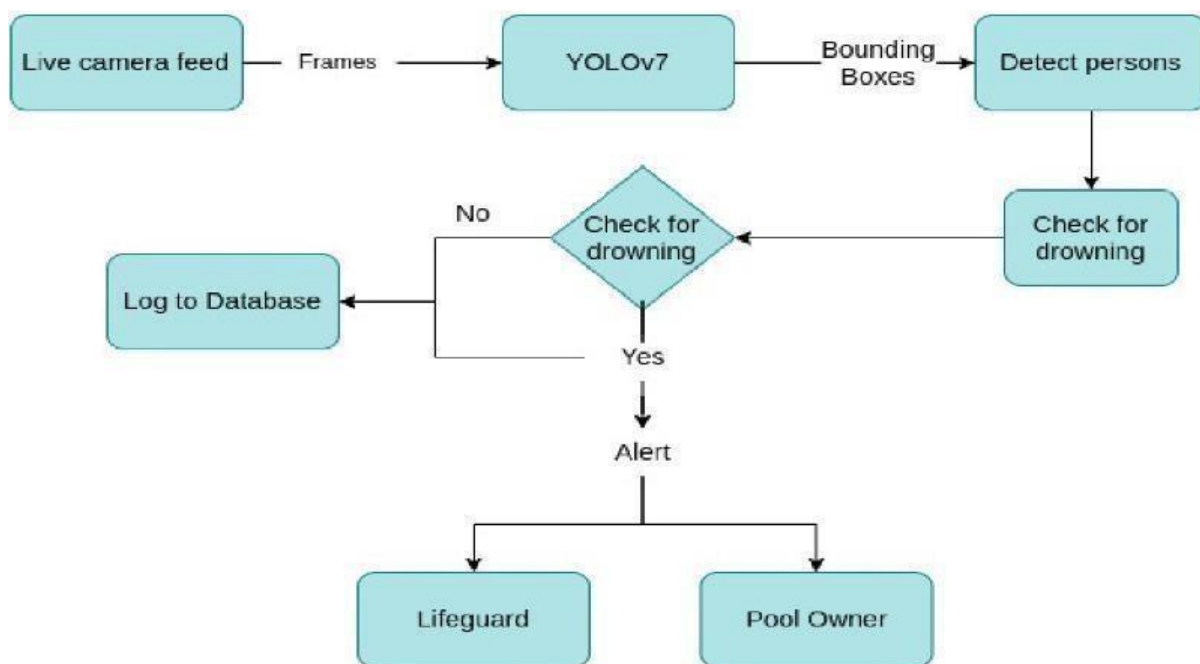 Live camera feed
Frames
YOLOv7
Bounding
Boxes
Detect persons
No
Check for
drowning
Check for
drowning
Log to Database
Yes
Alert
Lifeguard
Pool Owner